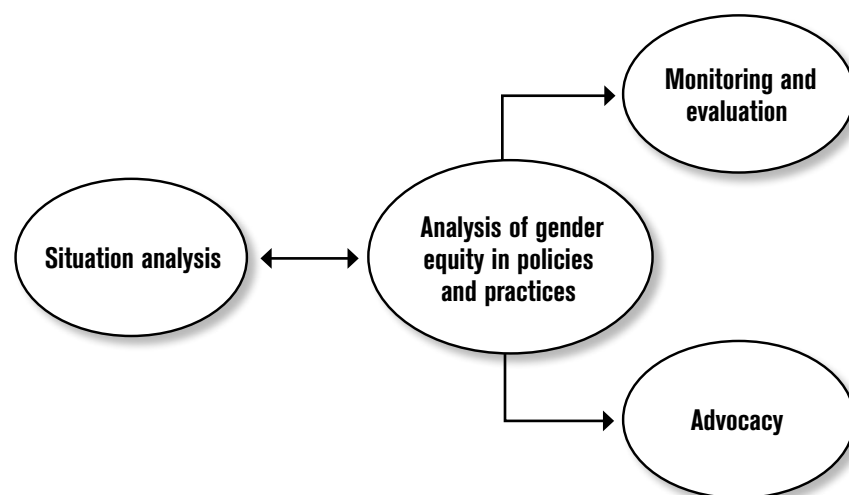 Monitoring and
evaluation
Situation analysis
Analysis of gender
equity in policies
and practices
Advocacy